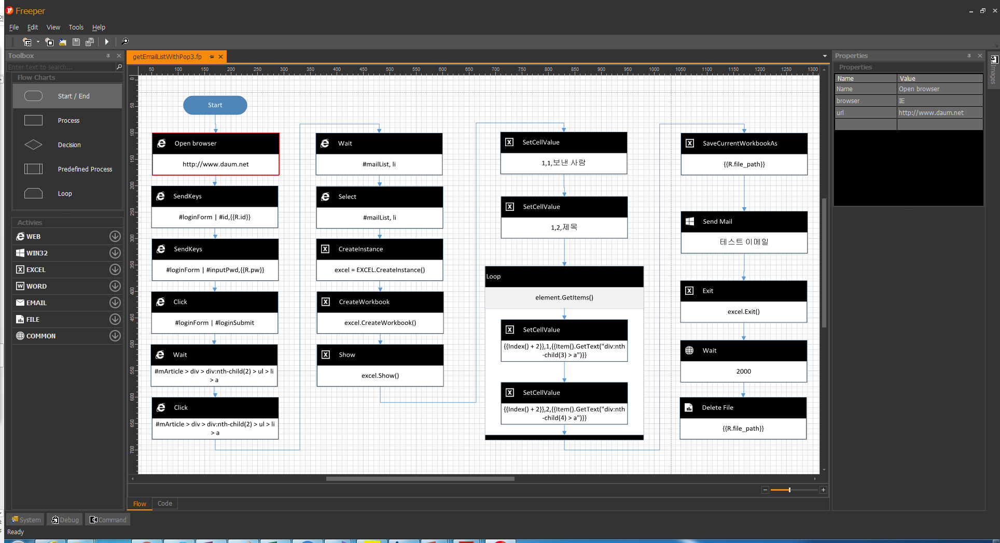 Freeper
File Edit View Tools Help
Toolbox
Enter text to search...
Flow Charts
Start / End
Process
Decision
Predefined Process
Loop
Activies
WEB
WIN32
EXCEL
WORD
EMAIL
FILE
COMMON
getEmailListWithPop3.fp
50 100 150 200 250 300 350 400 450 500 550 600 650 700 750 800 850 900 950 1000 1050 1100 1150 1200 1250 1300
0
50
100
150
200
250
300
350
400
450
500
550
600
650
700
Start
Open browser
http://www.daum.net
SendKeys
#loginForm | #id,{{R.id}}
SendKeys
#loginForm | #inputPwd,{{R.pw}}
Click
#loginForm | #loginSubmit
Wait
#mArticle > div > div:nth-child(2) > ul > li
> a
Click
#mArticle > div > div:nth-child(2) > ul > li
> a
Wait
#mailList, li
Select
#mailList, li
CreateInstance
excel = EXCEL.CreateInstance()
CreateWorkbook
excel.CreateWorkbook()
Show
excel.Show()
SetCellValue
1,1,보낸 사람
SetCellValue
1,2,제목
Loop
element.GetItems()
SetCellValue
{{Index() + 2}},1,{{Item().GetText("div:nth
-child(3) > a")}}
SetCellValue
{{Index() + 2}},2,{{Item().GetText("div:nth
-child(4) > a")}}
SaveCurrentWorkbookAs
{{R.file_path}}
Send Mail
테스트 이메일
Exit
excel.Exit()
Wait
2000
Delete File
{{R.file_path}}
Flow Code
Properties
Properties
Name Value
Name Open browser
browser IE
url http://www.daum.net
Images
System Debug Command
Ready